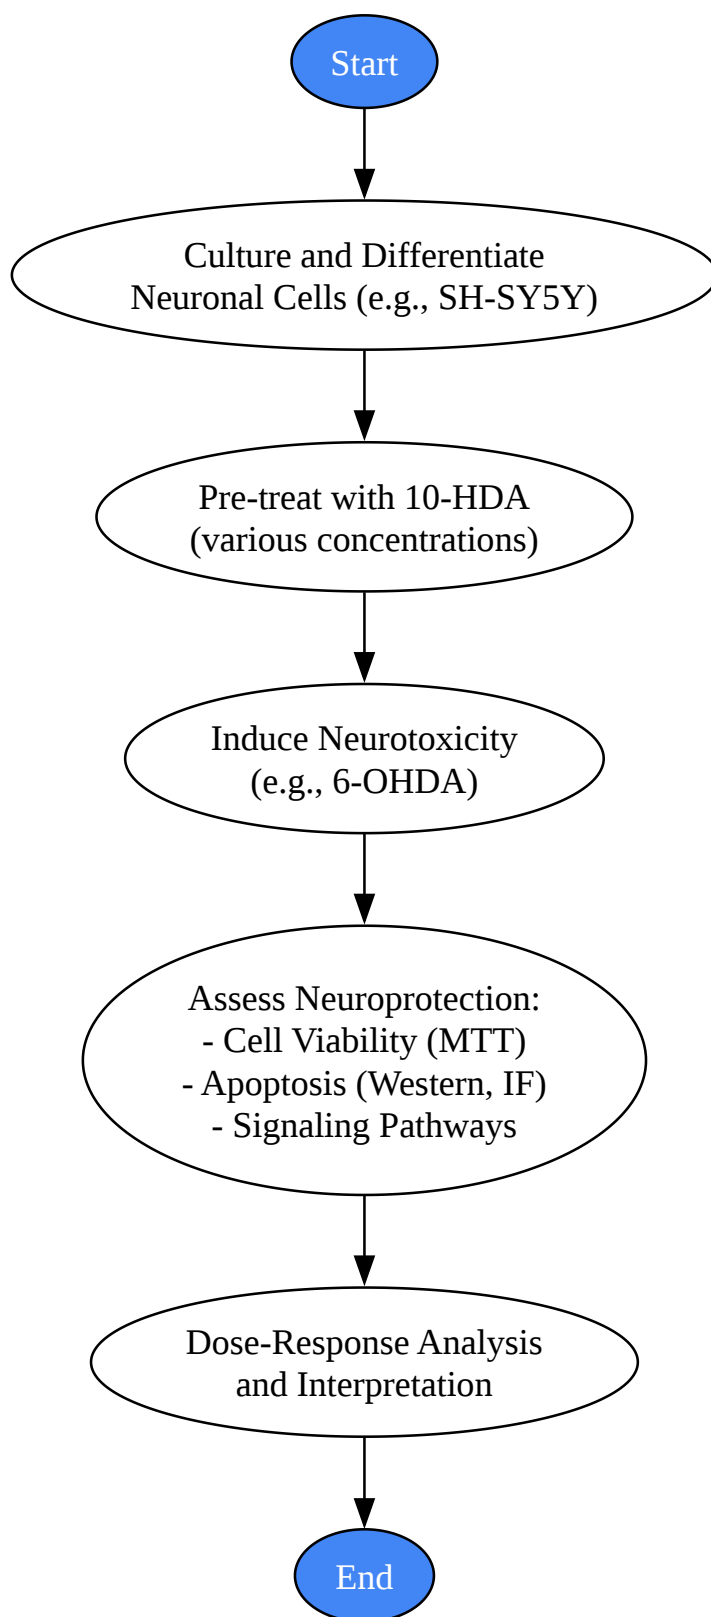 Start
Culture and Differentiate
Neuronal Cells (e.g., SH-SY5Y)
Pre-treat with 10-HDA
(various concentrations)
Induce Neurotoxicity
(e.g., 6-OHDA)
Assess Neuroprotection:
- Cell Viability (MTT)
- Apoptosis (Western, IF)
- Signaling Pathways
Dose-Response Analysis
and Interpretation
End